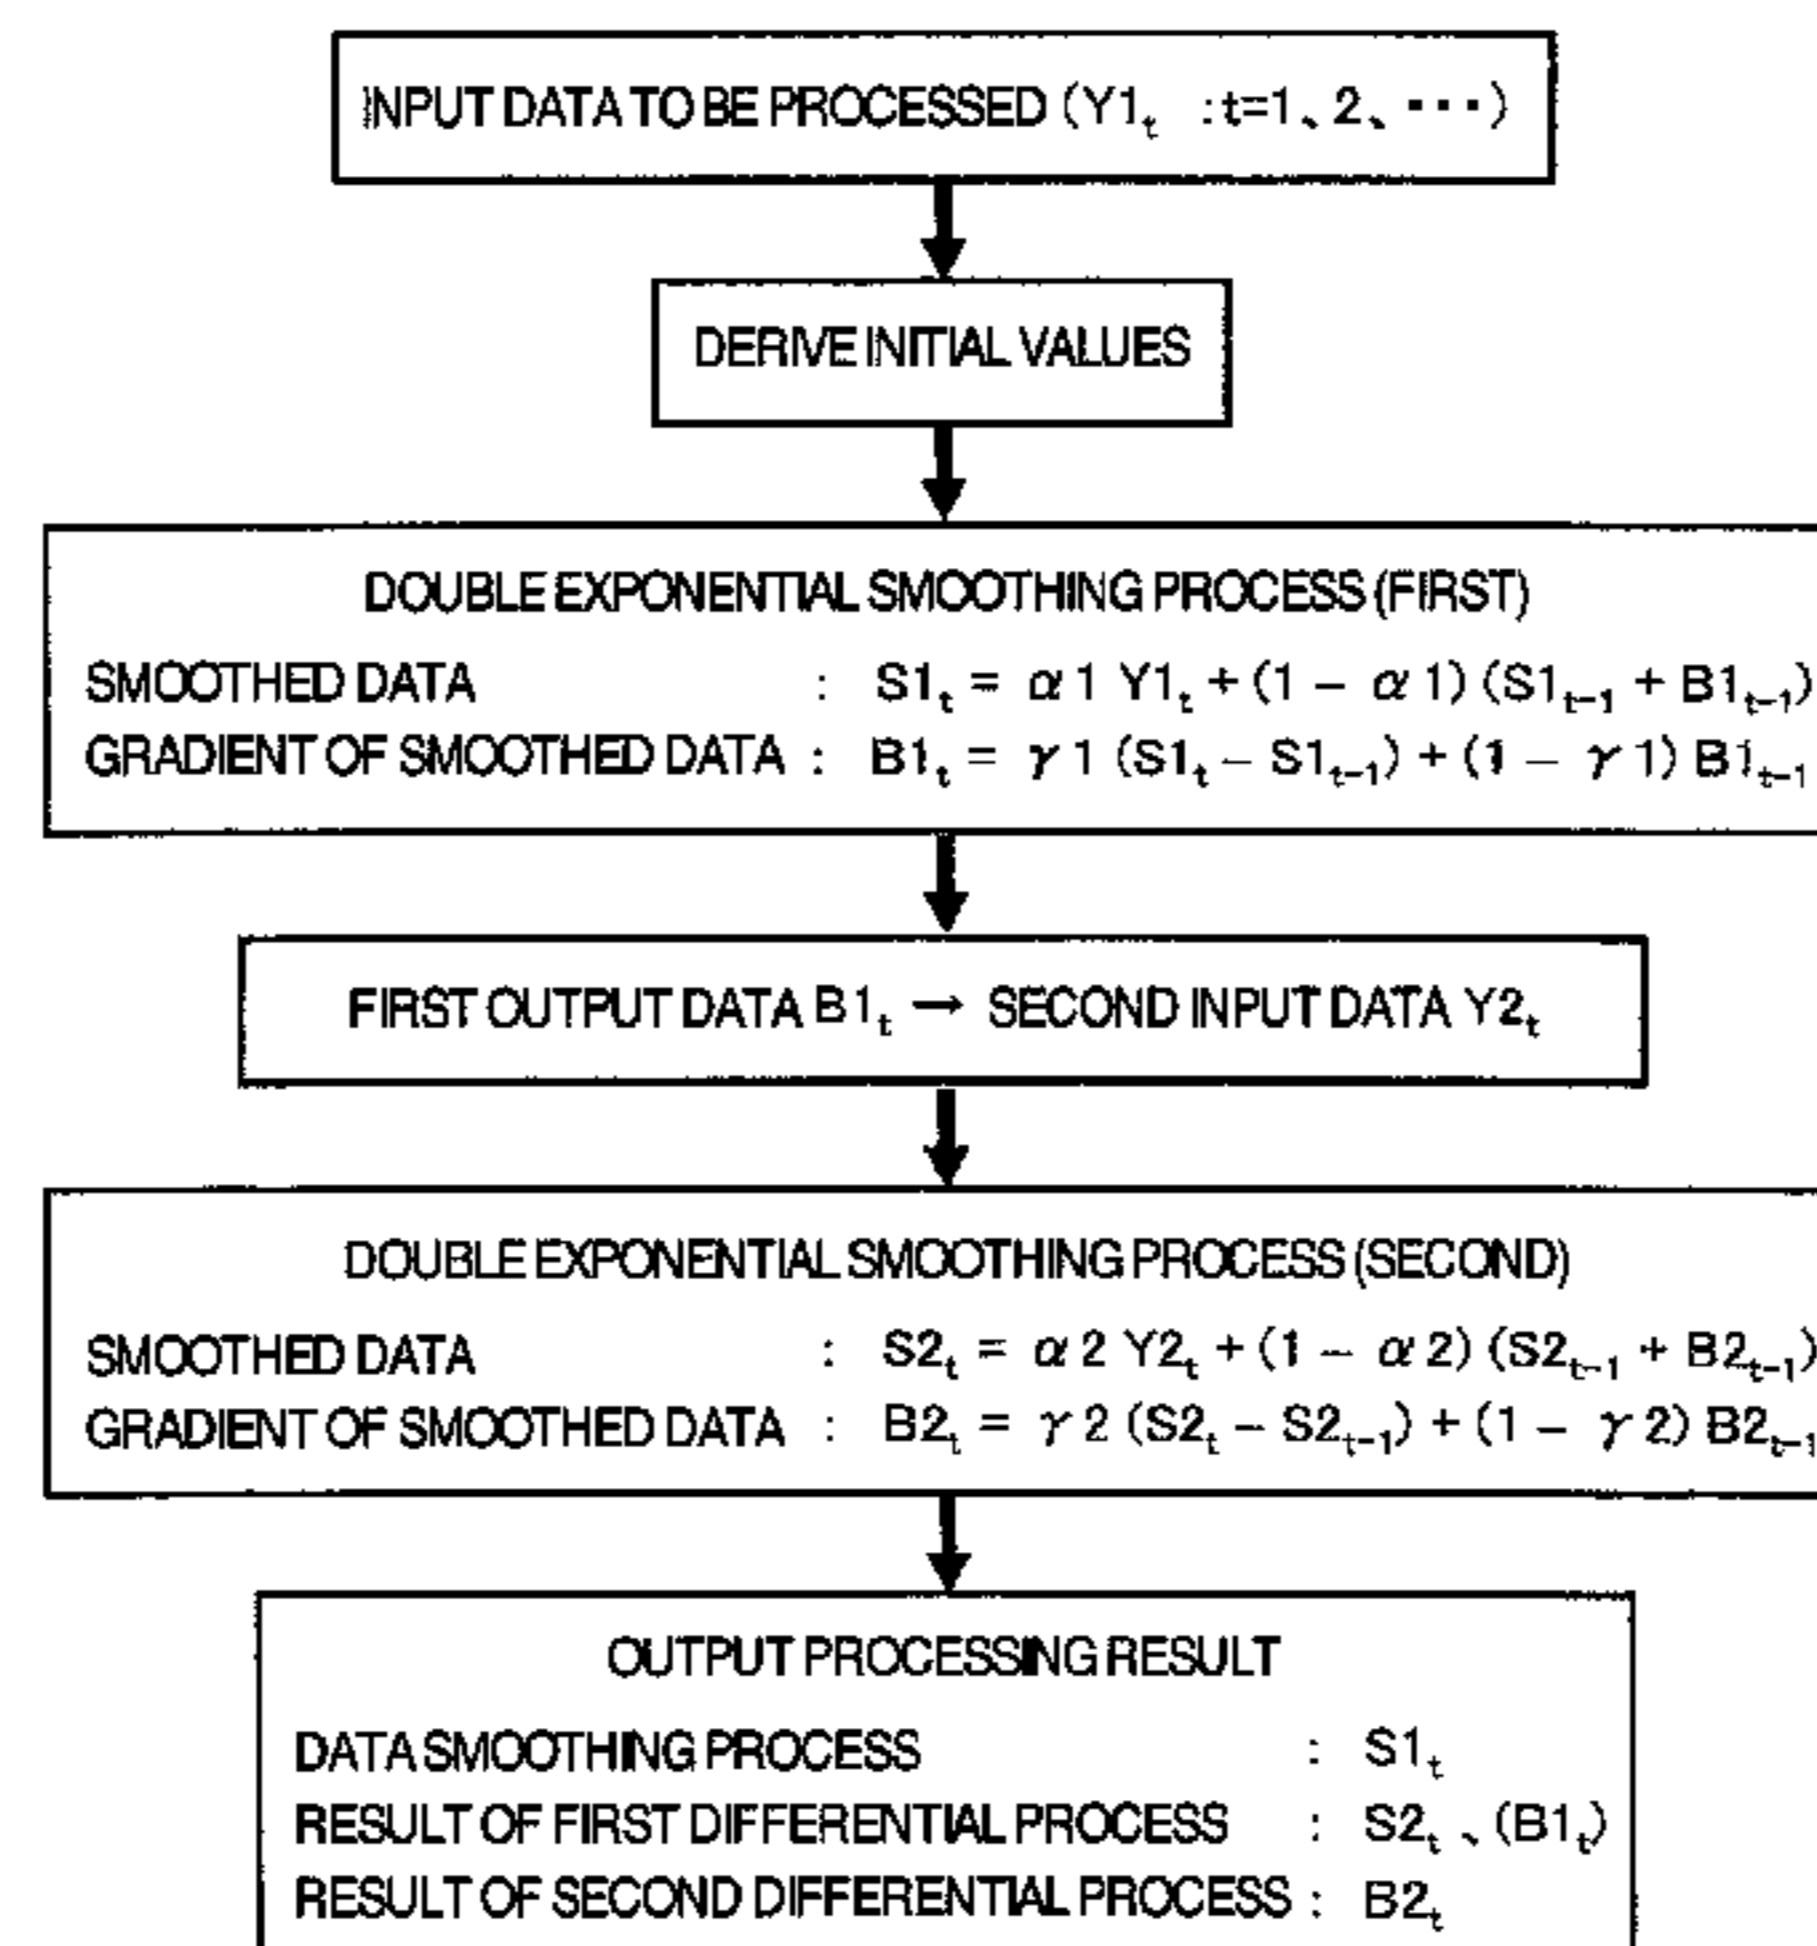 INPUT DATA TO BE PROCESSED (Y1ₜ :t=1、2、･･･)
DERIVE INITIAL VALUES
DOUBLE EXPONENTIAL SMOOTHING PROCESS (FIRST)
SMOOTHED DATA : S1ₜ = α1 Y1ₜ + (1 − α1) (S1ₜ₋₁ + B1ₜ₋₁)
GRADIENT OF SMOOTHED DATA : B1ₜ = γ1 (S1ₜ − S1ₜ₋₁) + (1 − γ1) B1ₜ₋₁
FIRST OUTPUT DATA B1ₜ → SECOND INPUT DATA Y2ₜ
DOUBLE EXPONENTIAL SMOOTHING PROCESS (SECOND)
SMOOTHED DATA : S2ₜ = α2 Y2ₜ + (1 − α2) (S2ₜ₋₁ + B2ₜ₋₁)
GRADIENT OF SMOOTHED DATA : B2ₜ = γ2 (S2ₜ − S2ₜ₋₁) + (1 − γ2) B2ₜ₋₁
OUTPUT PROCESSING RESULT
DATA SMOOTHING PROCESS : S1ₜ
RESULT OF FIRST DIFFERENTIAL PROCESS : S2ₜ、(B1ₜ)
RESULT OF SECOND DIFFERENTIAL PROCESS : B2ₜ